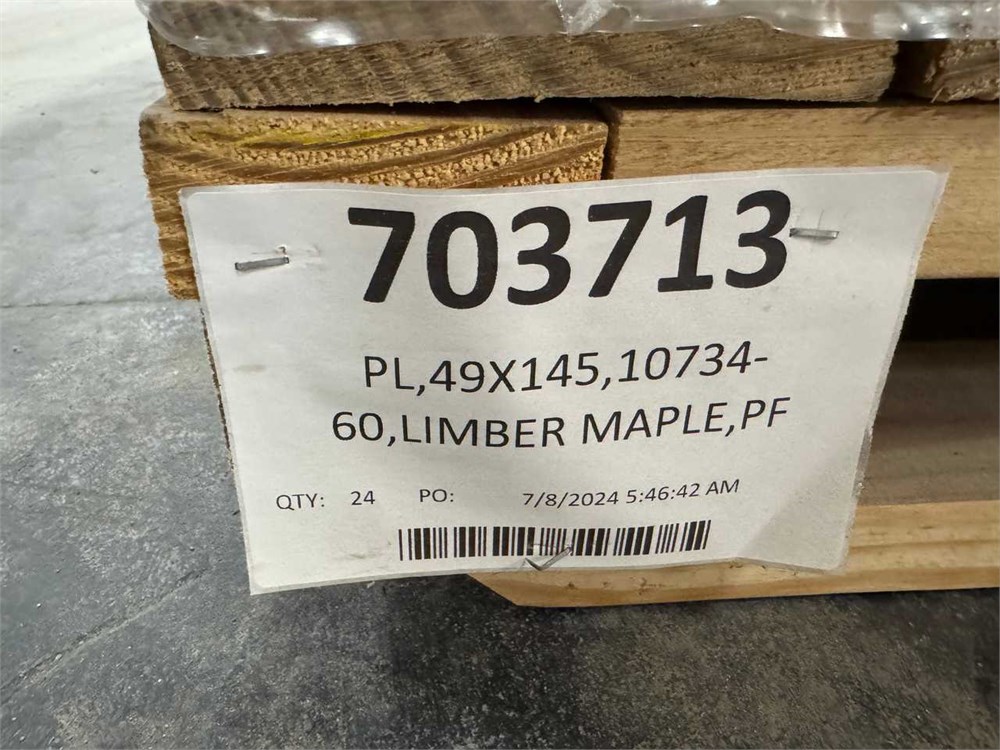 703713
PL,49X145,10734-
60,LIMBER MAPLE,PF
QTY: 24 PO: 7/8/2024 5:46:42 AM